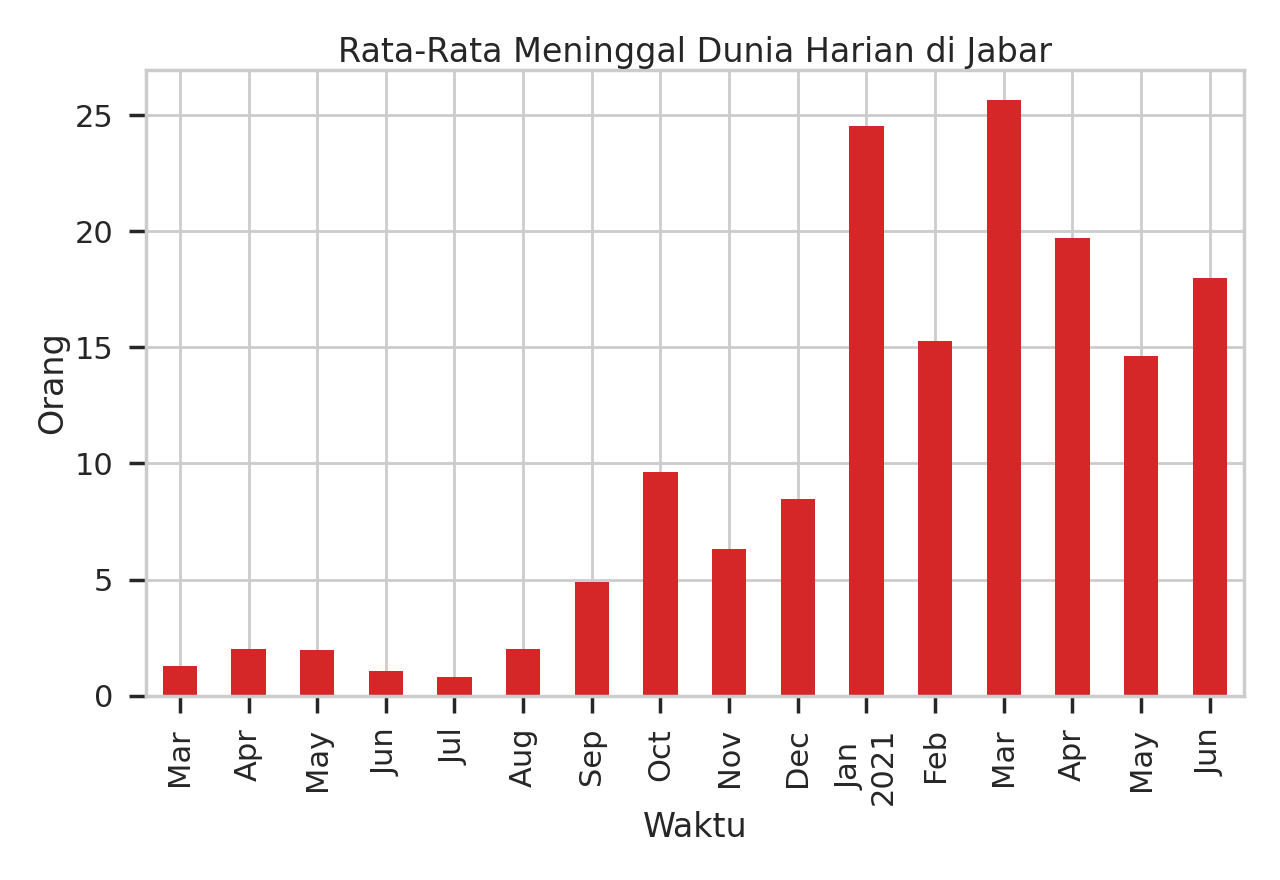 Rata-Rata Meninggal Dunia Harian di Jabar
25
20
15
10
5
0
Orang
Mar
Apr
May
Jun
Jul
Aug
Sep
Oct
Nov
Dec
Jan
2021
Feb
Mar
Apr
May
Jun
Waktu